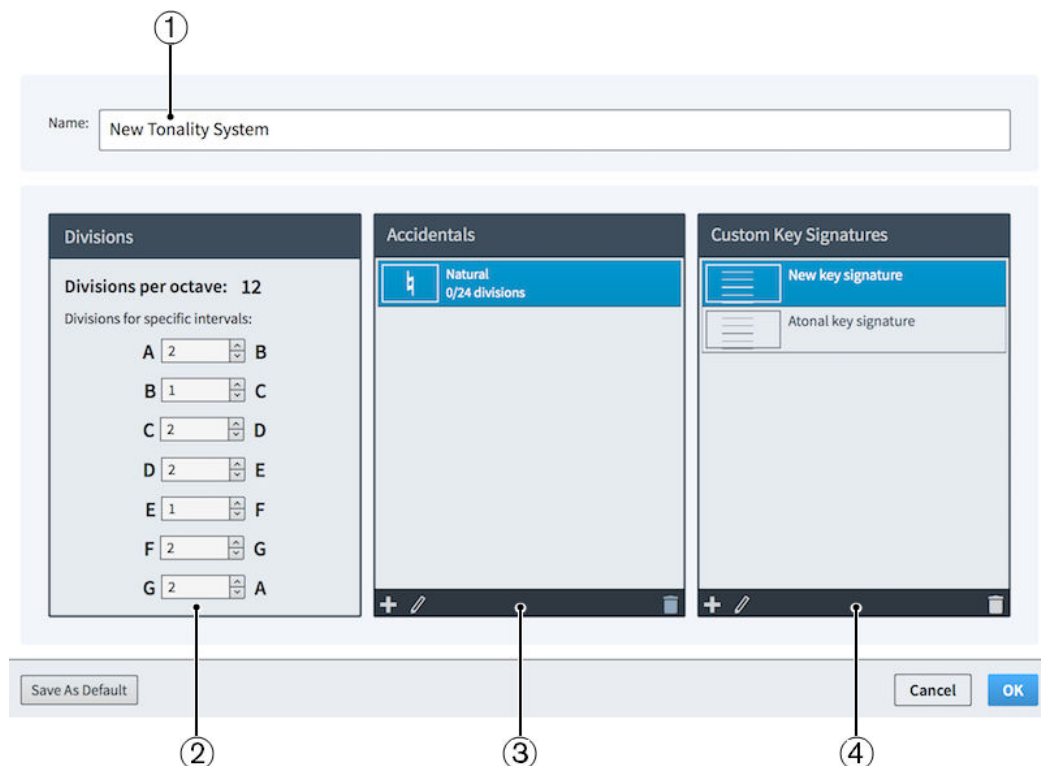 ①
Name: New Tonality System
Divisions
Divisions per octave: 12
Divisions for specific intervals:
A 2 B
B 1 C
C 2 D
D 2 E
E 1 F
F 2 G
G 2 A
Accidentals
Natural
0/24 divisions
Custom Key Signatures
New key signature
Atonal key signature
Save As Default
Cancel OK
② ③ ④